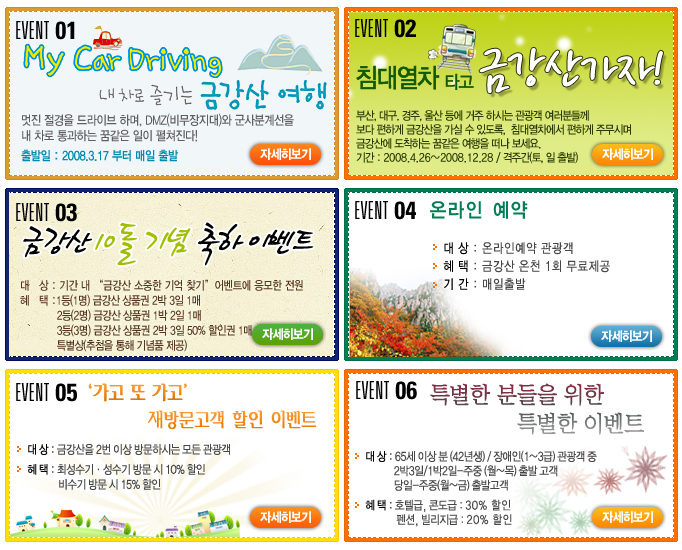 EVENT 01
My Car Driving
내 차로 즐기는 금강산 여행
멋진 절경을 드라이브 하며, DMZ(비무장지대)와 군사분계선을
내 차로 통과하는 꿈같은 일이 펼쳐진다!
출발일 : 2008.3.17 부터 매일 출발
자세히보기
EVENT 02
침대열차 타고 금강산가자!
부산, 대구, 경주, 울산 등에 거주 하시는 관광객 여러분들께
보다 편하게 금강산을 가실 수 있도록, 침대열차에서 편하게 주무시며
금강산에 도착하는 꿈같은 여행을 떠나 보세요.
기간 : 2008.4.26~2008.12.28 / 격주간(토, 일 출발)
자세히보기
EVENT 03
금강산 10돌 기념 축하 이벤트
대 상 : 기간 내 “금강산 소중한 기억 찾기” 이벤트에 응모한 전원
혜 택 : 1등(1명) 금강산 상품권 2박 3일 1매
2등(2명) 금강산 상품권 1박 2일 1매
3등(3명) 금강산 상품권 2박 3일 50% 할인권 1매
특별상(추첨을 통해 기념품 제공)
자세히보기
EVENT 04 온라인 예약
대 상 : 온라인예약 관광객
혜 택 : 금강산 온천 1회 무료제공
기 간 : 매일출발
자세히보기
EVENT 05 ‘가고 또 가고’
재방문고객 할인 이벤트
대 상 : 금강산을 2번 이상 방문하시는 모든 관광객
혜 택 : 최성수기 · 성수기 방문 시 10% 할인
비수기 방문 시 15% 할인
자세히보기
EVENT 06 특별한 분들을 위한
특별한 이벤트
대 상 : 65세 이상 분 (42년생) / 장애인(1~3급) 관광객 중
2박3일/1박2일-주중 (월~목) 출발 고객
당일-주중(월~금) 출발고객
혜 택 : 호텔급, 콘도급 : 30% 할인
펜션, 빌리지급 : 20% 할인
자세히보기